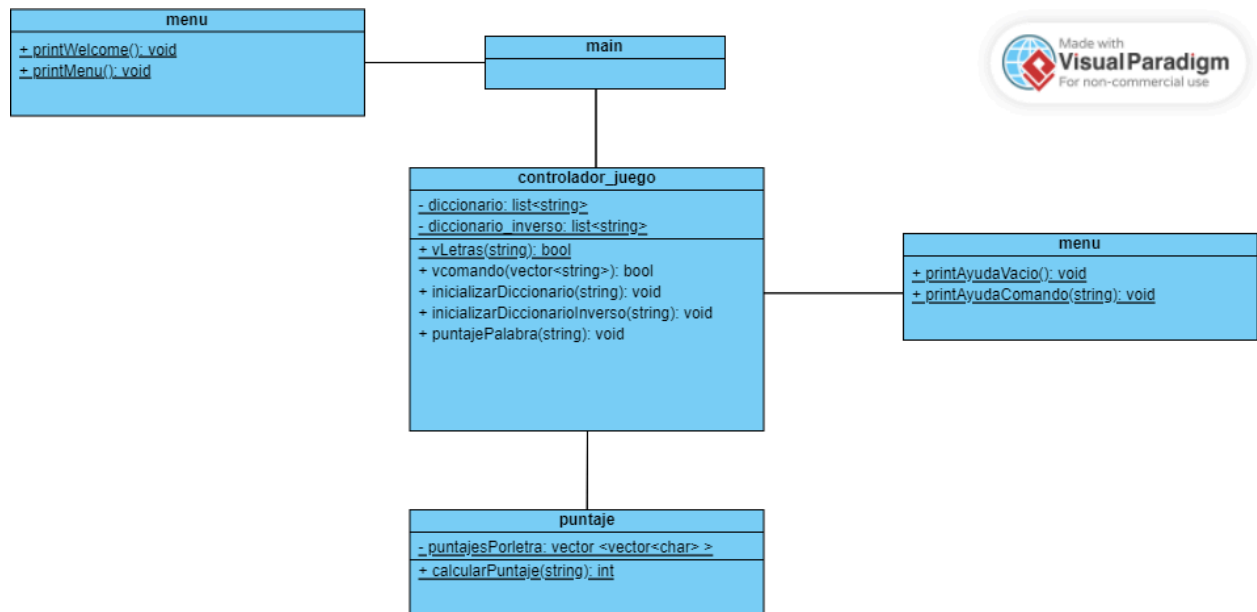 menu
+ printWelcome(): void
+ printMenu(): void
main
Made with
Visual Paradigm
For non-commercial use
controlador_juego
- diccionario: list<string>
- diccionario_inverso: list<string>
+ vLetras(string): bool
+ vcomando(vector<string>): bool
+ inicializarDiccionario(string): void
+ inicializarDiccionarioInverso(string): void
+ puntajePalabra(string): void
menu
+ printAyudaVacio(): void
+ printAyudaComando(string): void
puntaje
- puntajesPorletra: vector <vector<char> >
+ calcularPuntaje(string): int